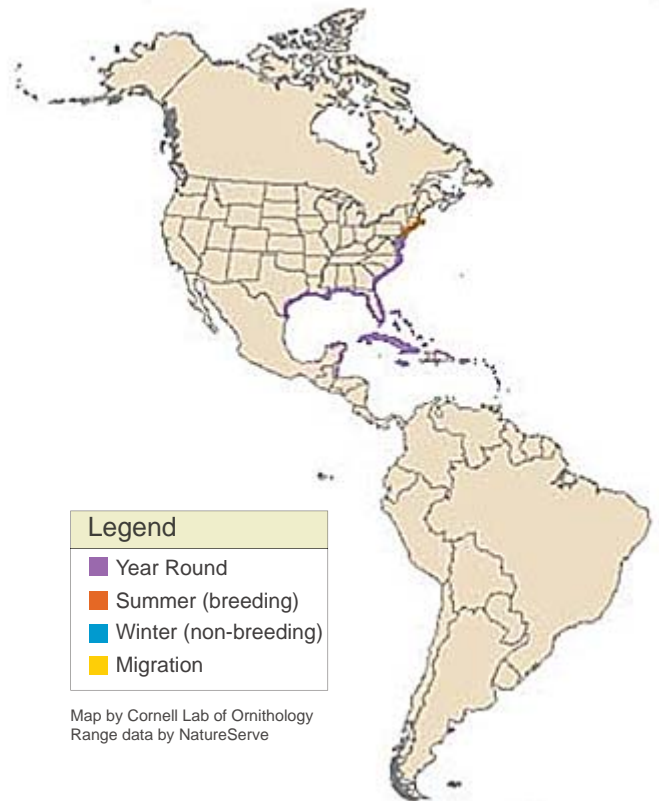 Legend
Year Round
Summer (breeding)
Winter (non-breeding)
Migration
Map by Cornell Lab of Ornithology
Range data by NatureServe